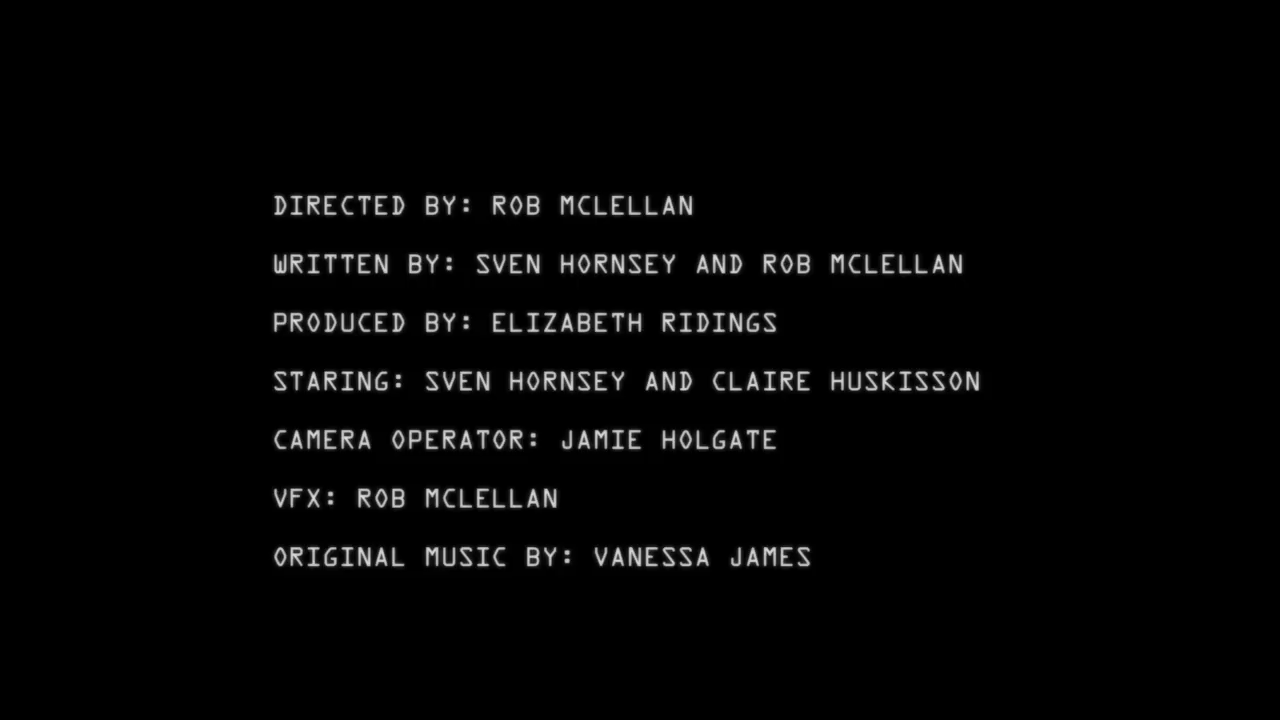 DIRECTED BY: ROB MCLELLAN
WRITTEN BY: SVEN HORNSEY AND ROB MCLELLAN
PRODUCED BY: ELIZABETH RIDINGS
STARING: SVEN HORNSEY AND CLAIRE HUSKISSON
CAMERA OPERATOR: JAMIE HOLGATE
VFX: ROB MCLELLAN
ORIGINAL MUSIC BY: VANESSA JAMES